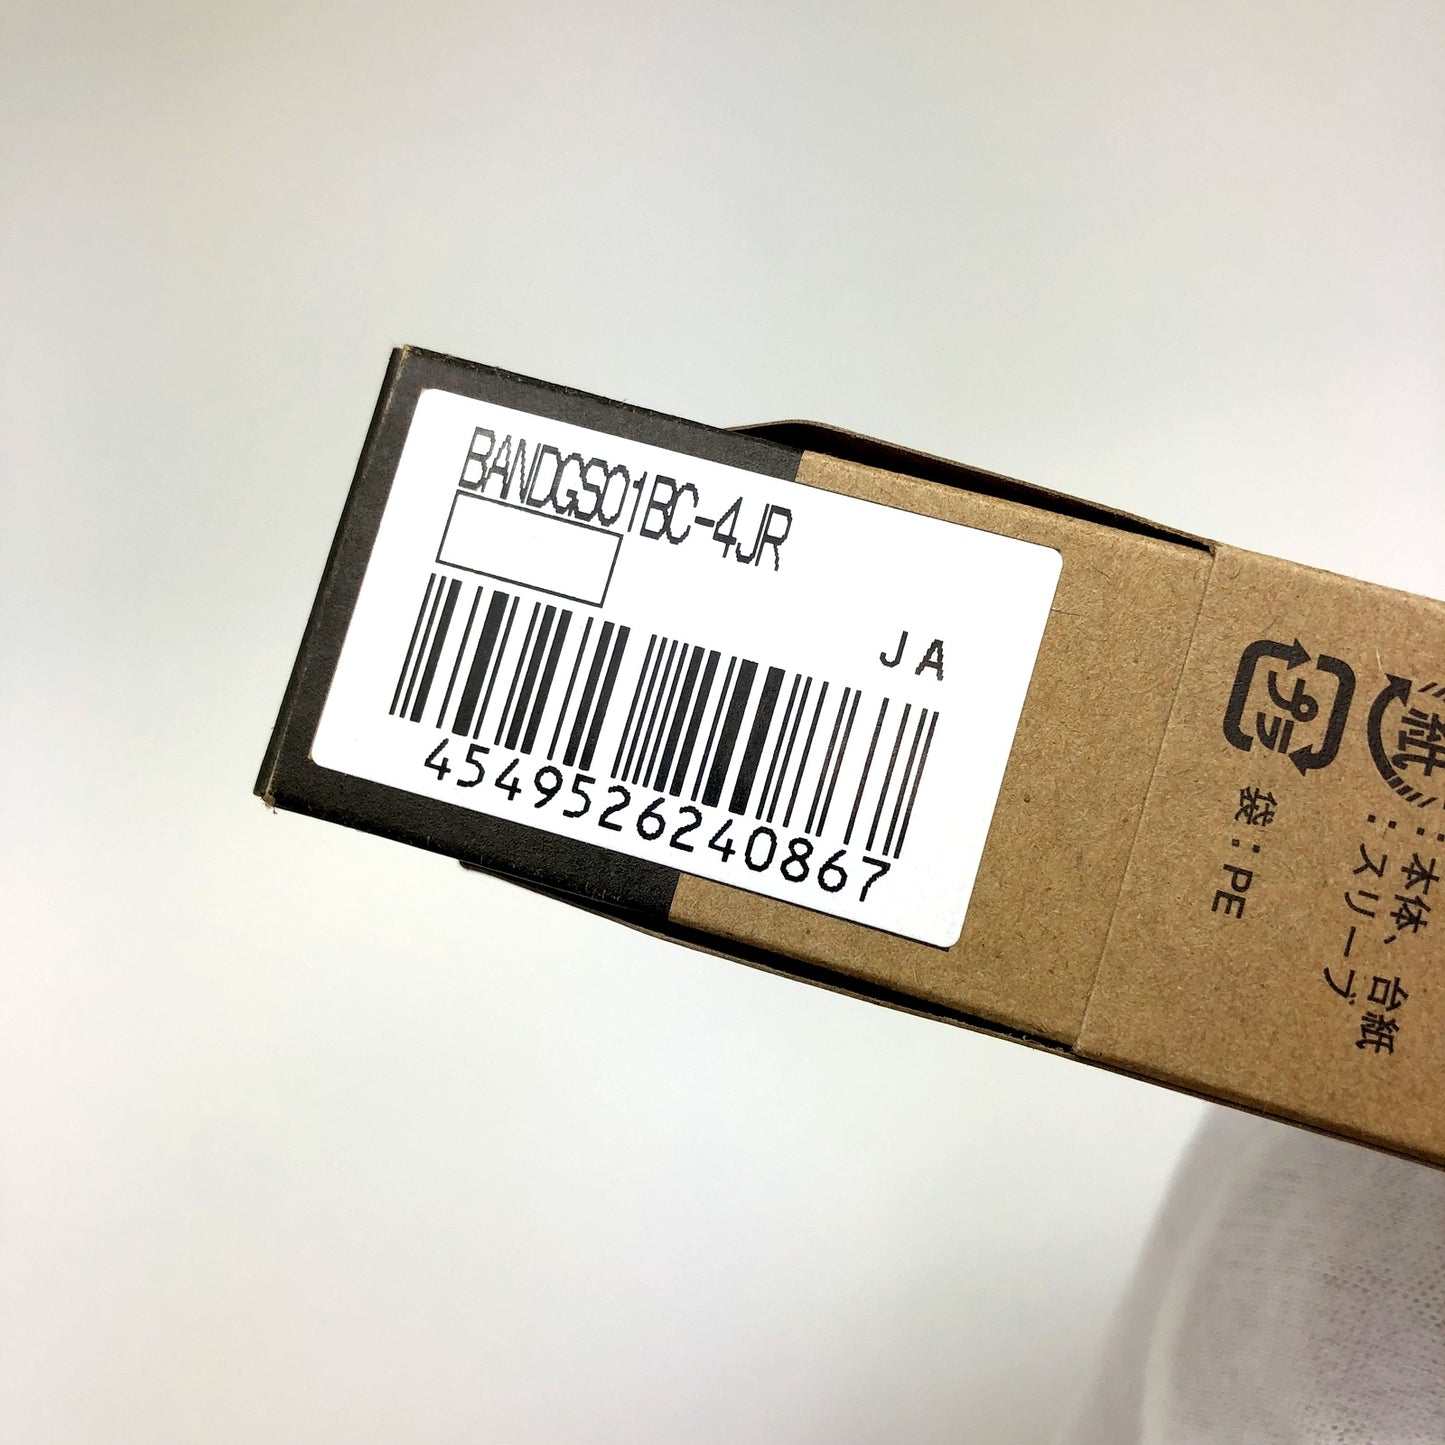 BANDGS01BC-4JR
JA
4549526240867
プラ
袋:PE
紙
:本体、台紙
:スリーブ